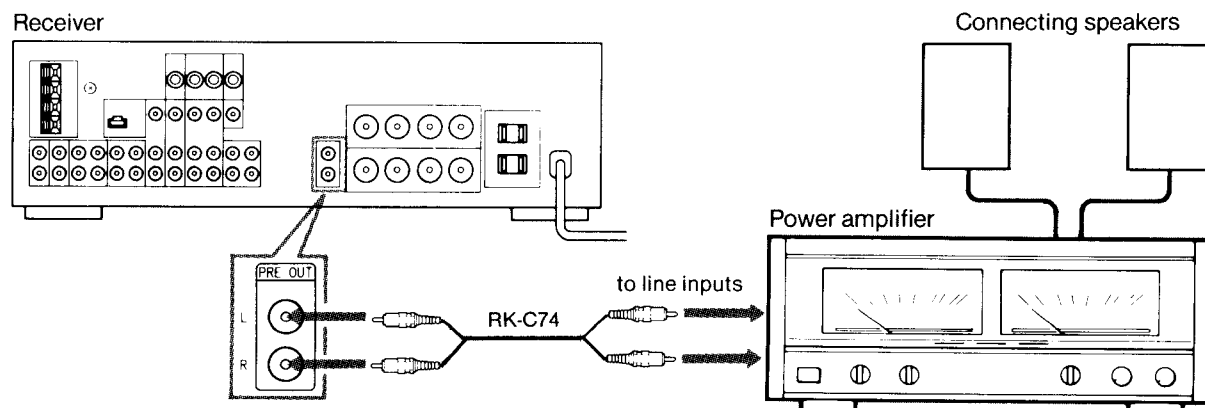 Receiver
Connecting speakers
Power amplifier
PRE OUT
to line inputs
L
RK-C74
R